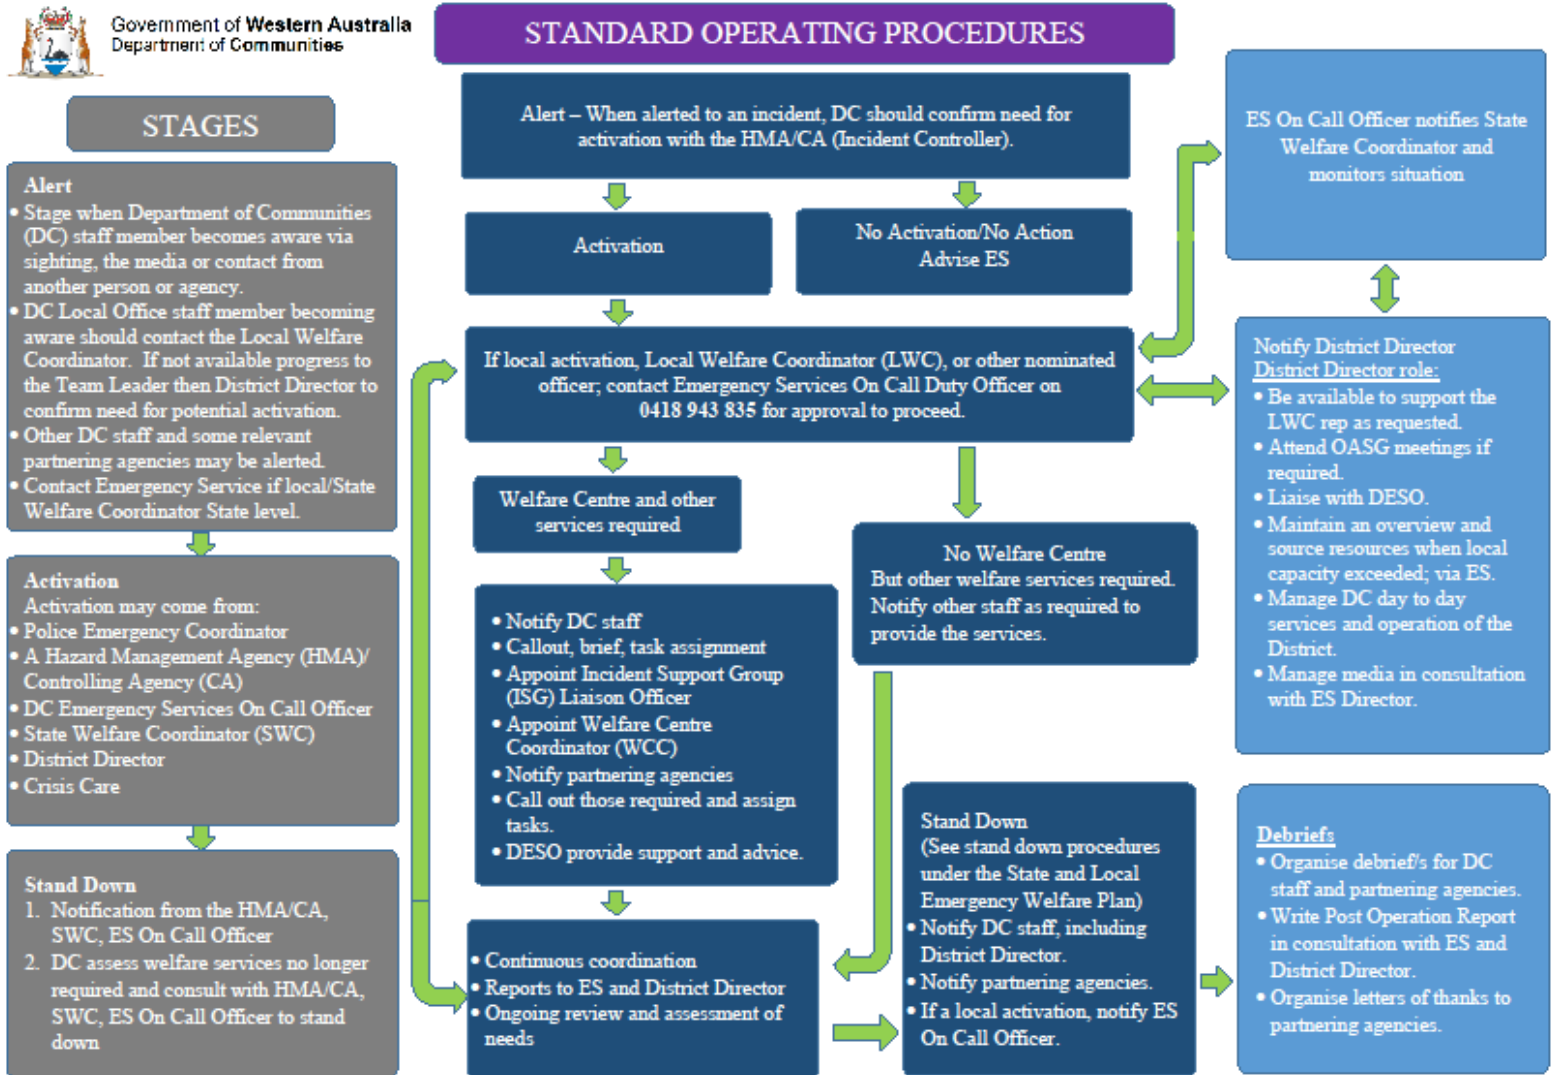 Government of Western Australia
Department of Communities
STANDARD OPERATING PROCEDURES
STAGES
Alert
• Stage when Department of Communities
(DC) staff member becomes aware via
sighting, the media or contact from
another person or agency.
• DC Local Office staff member becoming
aware should contact the Local Welfare
Coordinator. If not available progress to
the Team Leader then District Director to
confirm need for potential activation.
• Other DC staff and some relevant
partnering agencies may be alerted.
• Contact Emergency Service if local/State
Welfare Coordinator State level.
Activation
Activation may come from:
• Police Emergency Coordinator
• A Hazard Management Agency (HMA)/
Controlling Agency (CA)
• DC Emergency Services On Call Officer
• State Welfare Coordinator (SWC)
• District Director
• Crisis Care
Stand Down
1. Notification from the HMA/CA,
SWC, ES On Call Officer
2. DC assess welfare services no longer
required and consult with HMA/CA,
SWC, ES On Call Officer to stand
down
Alert – When alerted to an incident, DC should confirm need for
activation with the HMA/CA (Incident Controller).
Activation
No Activation/No Action
Advise ES
If local activation, Local Welfare Coordinator (LWC), or other nominated
officer; contact Emergency Services On Call Duty Officer on
0418 943 835 for approval to proceed.
Welfare Centre and other
services required
No Welfare Centre
But other welfare services required.
Notify other staff as required to
provide the services.
• Notify DC staff
• Callout, brief, task assignment
• Appoint Incident Support Group
(ISG) Liaison Officer
• Appoint Welfare Centre
Coordinator (WCC)
• Notify partnering agencies
• Call out those required and assign
tasks.
• DESO provide support and advice.
• Continuous coordination
• Reports to ES and District Director
• Ongoing review and assessment of
needs
Stand Down
(See stand down procedures
under the State and Local
Emergency Welfare Plan)
• Notify DC staff, including
District Director.
• Notify partnering agencies.
• If a local activation, notify ES
On Call Officer.
ES On Call Officer notifies State
Welfare Coordinator and
monitors situation
Notify District Director
District Director role:
• Be available to support the
LWC rep as requested.
• Attend OASG meetings if
required.
• Liaise with DESO.
• Maintain an overview and
source resources when local
capacity exceeded; via ES.
• Manage DC day to day
services and operation of the
District.
• Manage media in consultation
with ES Director.
Debriefs
• Organise debrief/s for DC
staff and partnering agencies.
• Write Post Operation Report
in consultation with ES and
District Director.
• Organise letters of thanks to
partnering agencies.